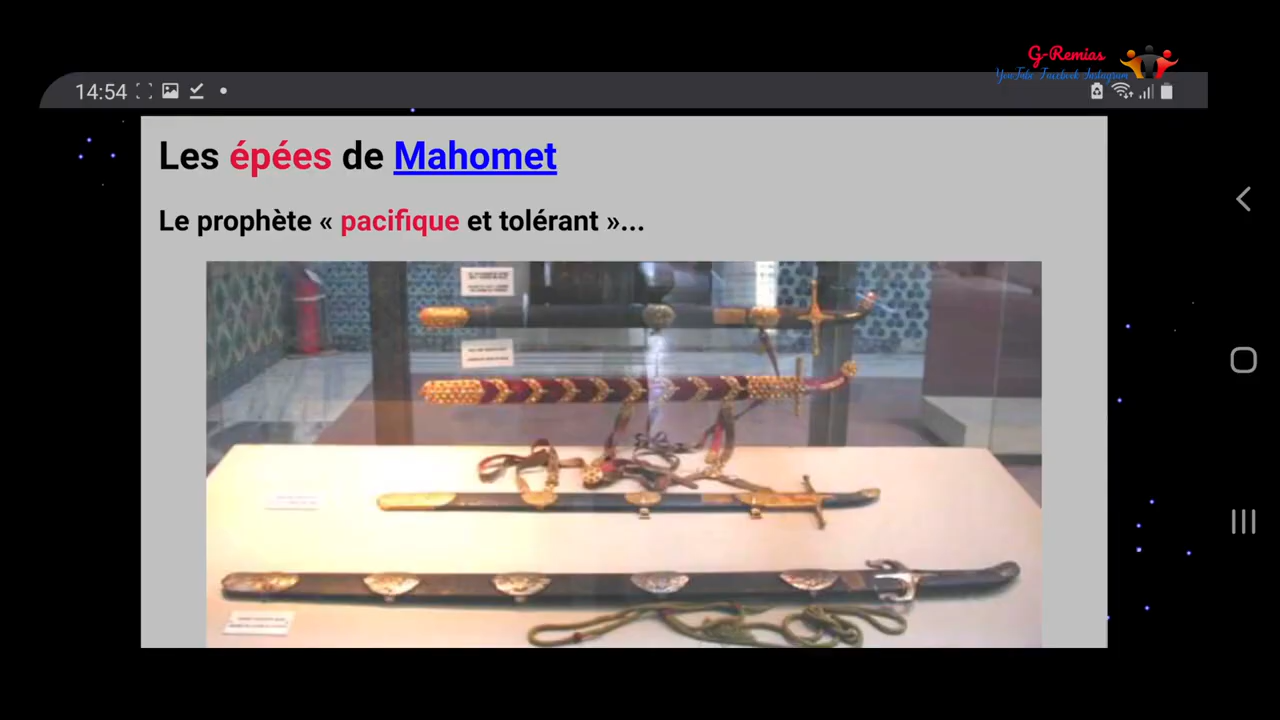 G-Remias
YouTube Facebook Instagram
14:54
Les épées de Mahomet
Le prophète « pacifique et tolérant »...